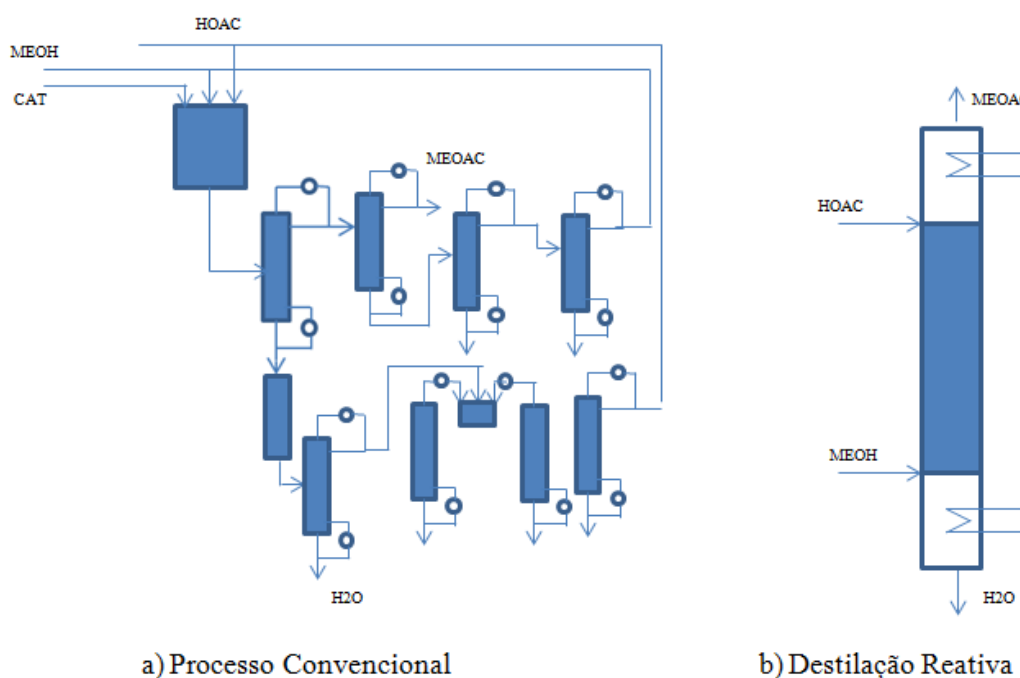 HOAC
MEOH
CAT
MEOAC
H2O
a) Processo Convencional
MEOA
HOAC
MEOH
H2O
b) Destilação Reativa